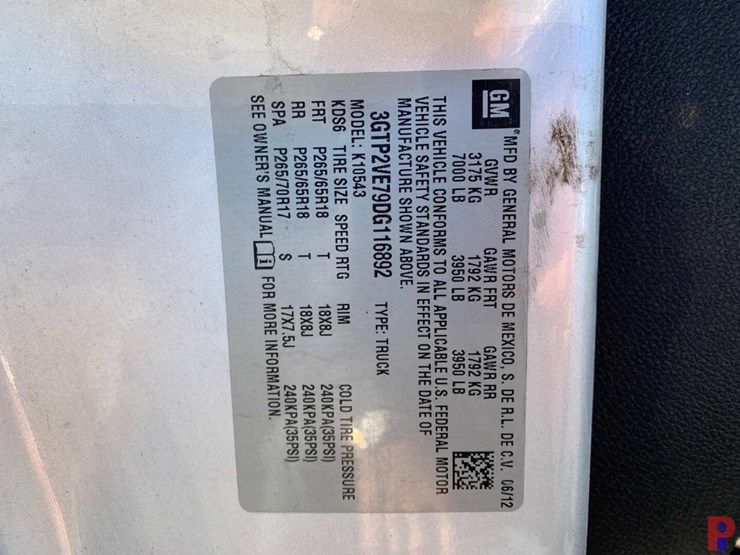 GM ® MFD BY GENERAL MOTORS DE MEXICO, S. DE R.L. DE C.V. 06/12
GVWR GAWR FRT GAWR RR
3175 KG 1792 KG 1792 KG
7000 LB 3950 LB 3950 LB
THIS VEHICLE CONFORMS TO ALL APPLICABLE U.S. FEDERAL MOTOR
VEHICLE SAFETY STANDARDS IN EFFECT ON THE DATE OF
MANUFACTURE SHOWN ABOVE.
3GTP2VE79DG116892 TYPE: TRUCK
MODEL: K10543
KDS6 TIRE SIZE SPEED RTG RIM COLD TIRE PRESSURE
FRT P265/65R18 T 18X8J 240KPA(35PSI)
RR P265/65R18 T 18X8J 240KPA(35PSI)
SPA P265/70R17 S 17X7.5J 240KPA(35PSI)
SEE OWNER'S MANUAL FOR MORE INFORMATION.